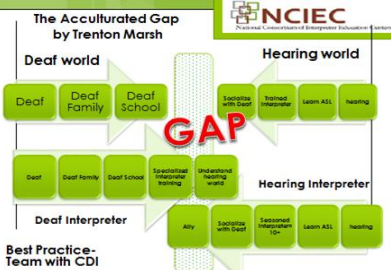 The Acculturated Gap
by Trenton Marsh
NCIEC
National Consortium of Interpreter Education Centers
Deaf world
Hearing world
Deaf
Deaf
Family
Deaf
School
Socialize
with Deaf
Trained
Interpreter
Learn ASL
hearing
GAP
Deaf
Deaf Family
Deaf School
Specialized
interpreter
training
Understand
hearing
world
Hearing Interpreter
Deaf Interpreter
Ally
Socialize
with Deaf
Seasoned
Interpreter
10+
Learn ASL
hearing
Best Practice-
Team with CDI